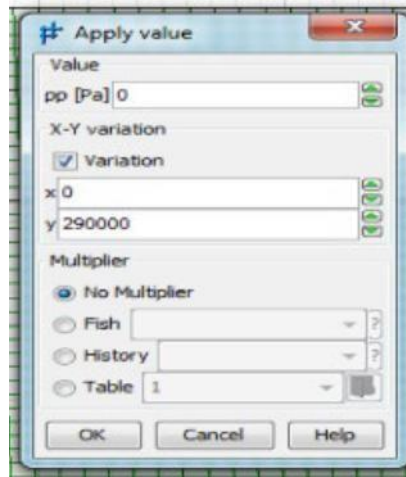 Apply value
Value
pp [Pa] 0
X-Y variation
Variation
x 0
y 290000
Multiplier
No Multiplier
Fish ?
History ?
Table 1
OK Cancel Help